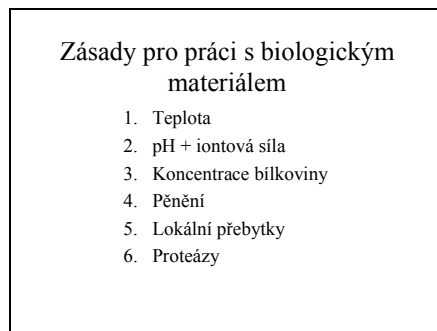 Zásady pro práci s biologickým
materiálem
1. Teplota
2. pH + iontová síla
3. Koncentrace bílkoviny
4. Pěnění
5. Lokální přebytky
6. Proteázy